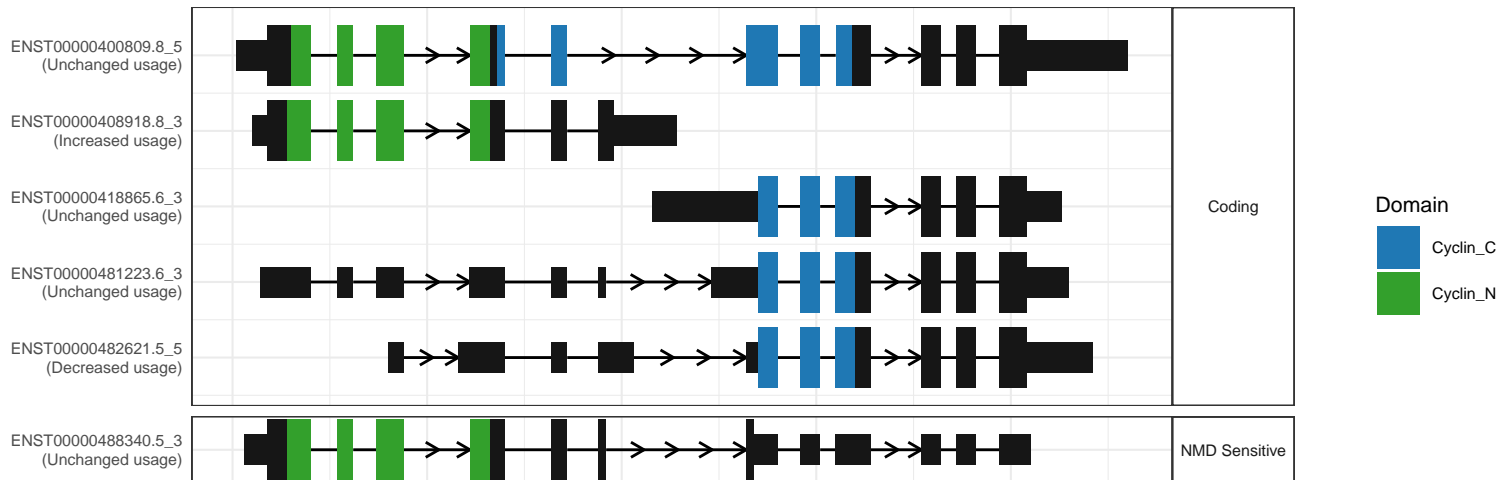 ENST00000400809.8_5
(Unchanged usage)
ENST00000408918.8_3
(Increased usage)
ENST00000418865.6_3
(Unchanged usage)
ENST00000481223.6_3
(Unchanged usage)
ENST00000482621.5_5
(Decreased usage)
Coding
ENST00000488340.5_3
(Unchanged usage)
NMD Sensitive
Domain
Cyclin_C
Cyclin_N